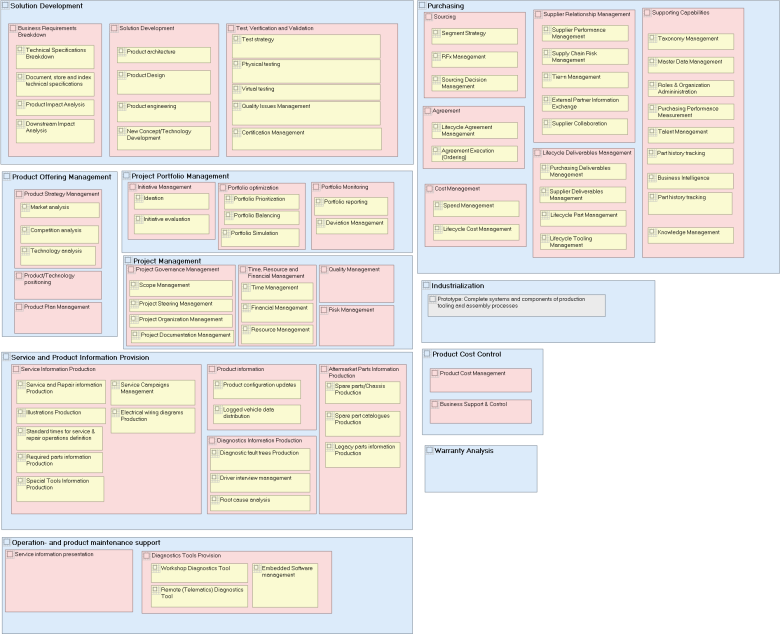 Solution Development
Business Requirements
Breakdown
Technical Specifications
Breakdown
Document, store and index
technical specifications
Product Impact Analysis
Downstream Impact
Analysis
Solution Development
Product architecture
Product Design
Product engineering
New Concept/Technology
Development
Test, Verification and Validation
Test strategy
Physical testing
Virtual testing
Quality Issues Management
Certification Management
Product Offering Management
Product Strategy Management
Market analysis
Competition analysis
Technology analysis
Product/Technology
positioning
Product Plan Management
Project Portfolio Management
Initiative Management
Ideation
Initiative evaluation
Portfolio optimization
Portfolio Prioritization
Portfolio Balancing
Portfolio Simulation
Portfolio Monitoring
Portfolio reporting
Deviation Management
Project Management
Project Governance Management
Scope Management
Project Steering Management
Project Organization Management
Project Documentation Management
Time, Resource and
Financial Management
Time Management
Financial Management
Resource Management
Quality Management
Risk Management
Service and Product Information Provision
Service Information Production
Service and Repair information
Production
Illustrations Production
Standard times for service &
repair operations definition
Required parts information
Production
Special Tools Information
Production
Service Campaigns
Management
Electrical wiring diagrams
Production
Product information
Product configuration updates
Logged vehicle data
distribution
Diagnostics Information Production
Diagnostic fault trees Production
Driver interview management
Root cause analysis
Aftermarket Parts Information
Production
Spare parts/Chassis
Production
Spare part catalogues
Production
Legacy parts information
Production
Operation- and product maintenance support
Service information presentation
Diagnostics Tools Provision
Workshop Diagnostics Tool
Remote (Telematics) Diagnostics
Tool
Embedded Software
management
Purchasing
Sourcing
Segment Strategy
RFx Management
Sourcing Decision
Management
Agreement
Lifecycle Agreement
Management
Agreement Execution
(Ordering)
Cost Management
Spend Management
Lifecycle Cost Management
Supplier Relationship Management
Supplier Performance
Management
Supply Chain Risk
Management
Tier-n Management
External Partner Information
Exchange
Supplier Collaboration
Lifecycle Deliverables Management
Purchasing Deliverables
Management
Supplier Deliverables
Management
Lifecycle Part Management
Lifecycle Tooling
Management
Supporting Capabilities
Taxonomy Management
Master Data Management
Roles & Organization
Admininistration
Purchasing Performance
Measurement
Talent Management
Part history tracking
Business Intelligence
Part history tracking
Knowledge Management
Industrialization
Prototype: Complete systems and components of production
tooling and assembly processes
Product Cost Control
Product Cost Management
Business Support & Control
Warranty Analysis